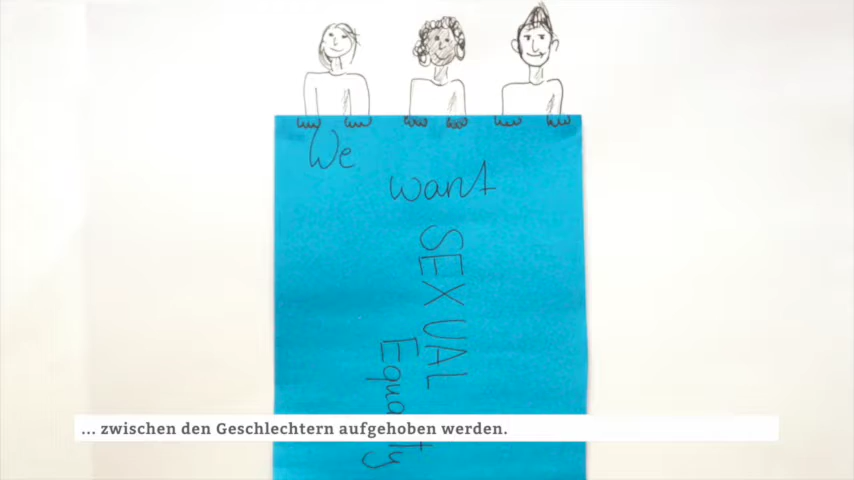 We
want
SEXUAL
Equality
... zwischen den Geschlechtern aufgehoben werden.